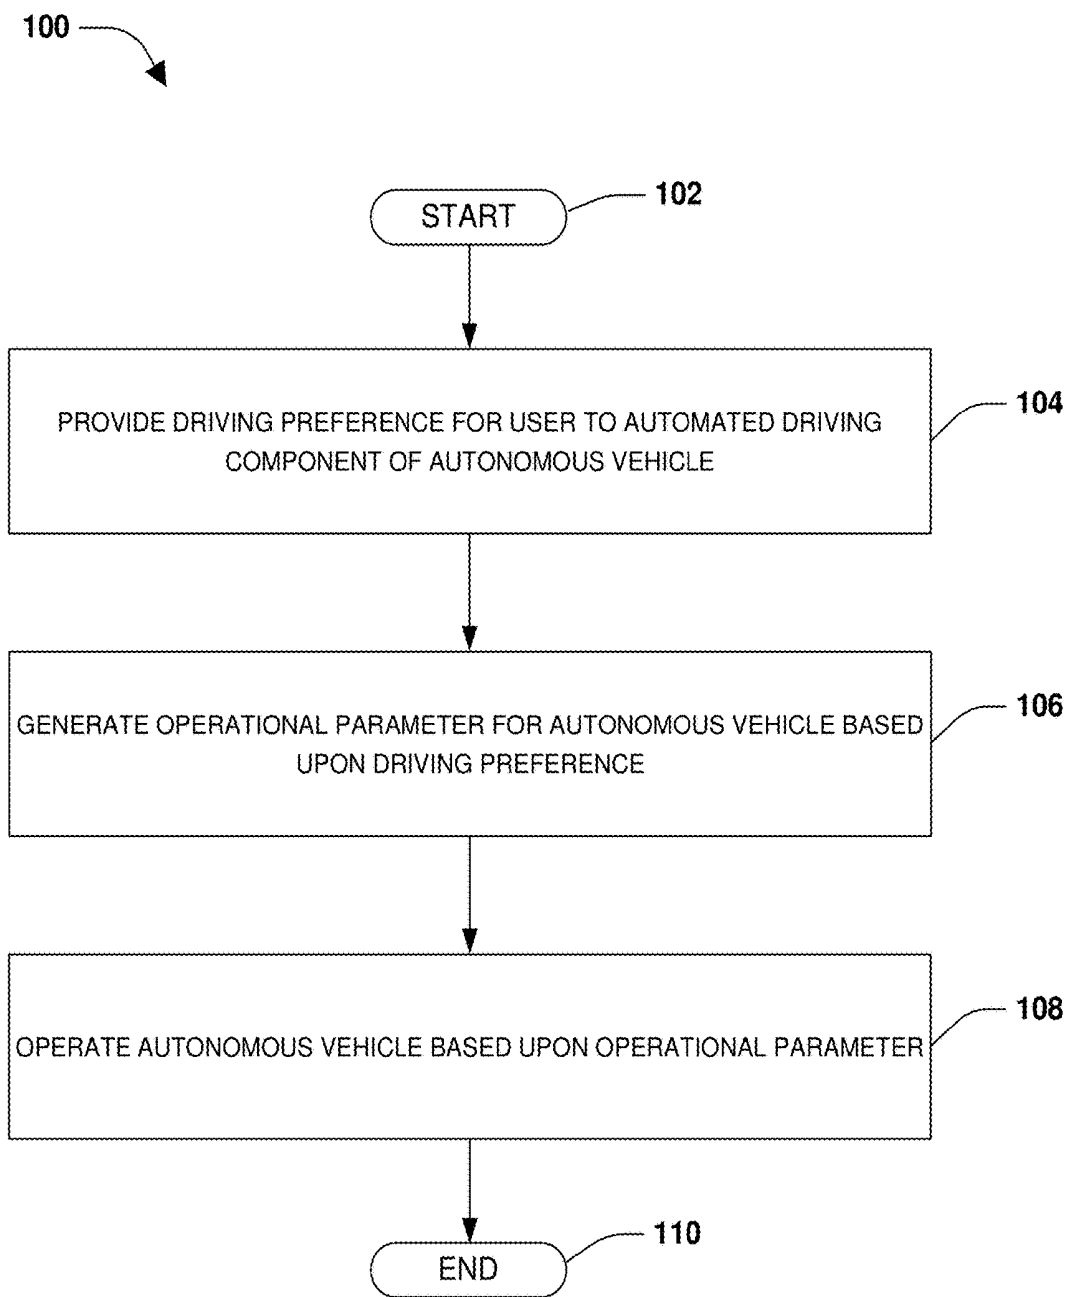 100
START
102
PROVIDE DRIVING PREFERENCE FOR USER TO AUTOMATED DRIVING
COMPONENT OF AUTONOMOUS VEHICLE
104
GENERATE OPERATIONAL PARAMETER FOR AUTONOMOUS VEHICLE BASED
UPON DRIVING PREFERENCE
106
OPERATE AUTONOMOUS VEHICLE BASED UPON OPERATIONAL PARAMETER
108
END
110